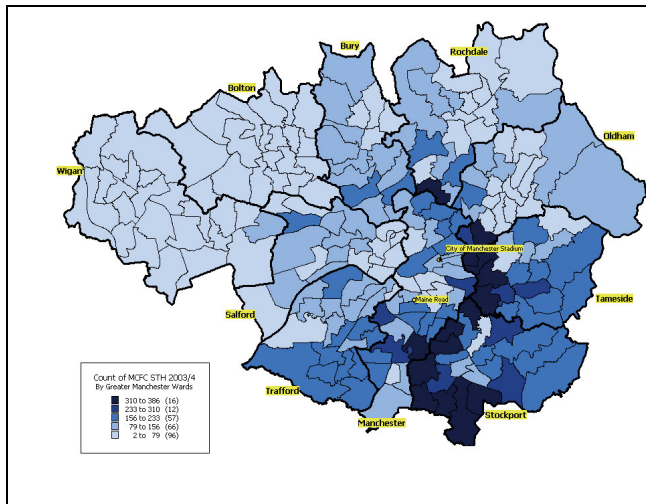 Bury
Rochdale
Bolton
Oldham
Wigan
City of Manchester Stadium
Maine Road
Tameside
Salford
Trafford
Manchester
Stockport
Count of MCFC STH 2003/4
By Greater Manchester Wards
310 to 386 (16)
233 to 310 (12)
156 to 233 (57)
79 to 156 (66)
2 to 79 (96)